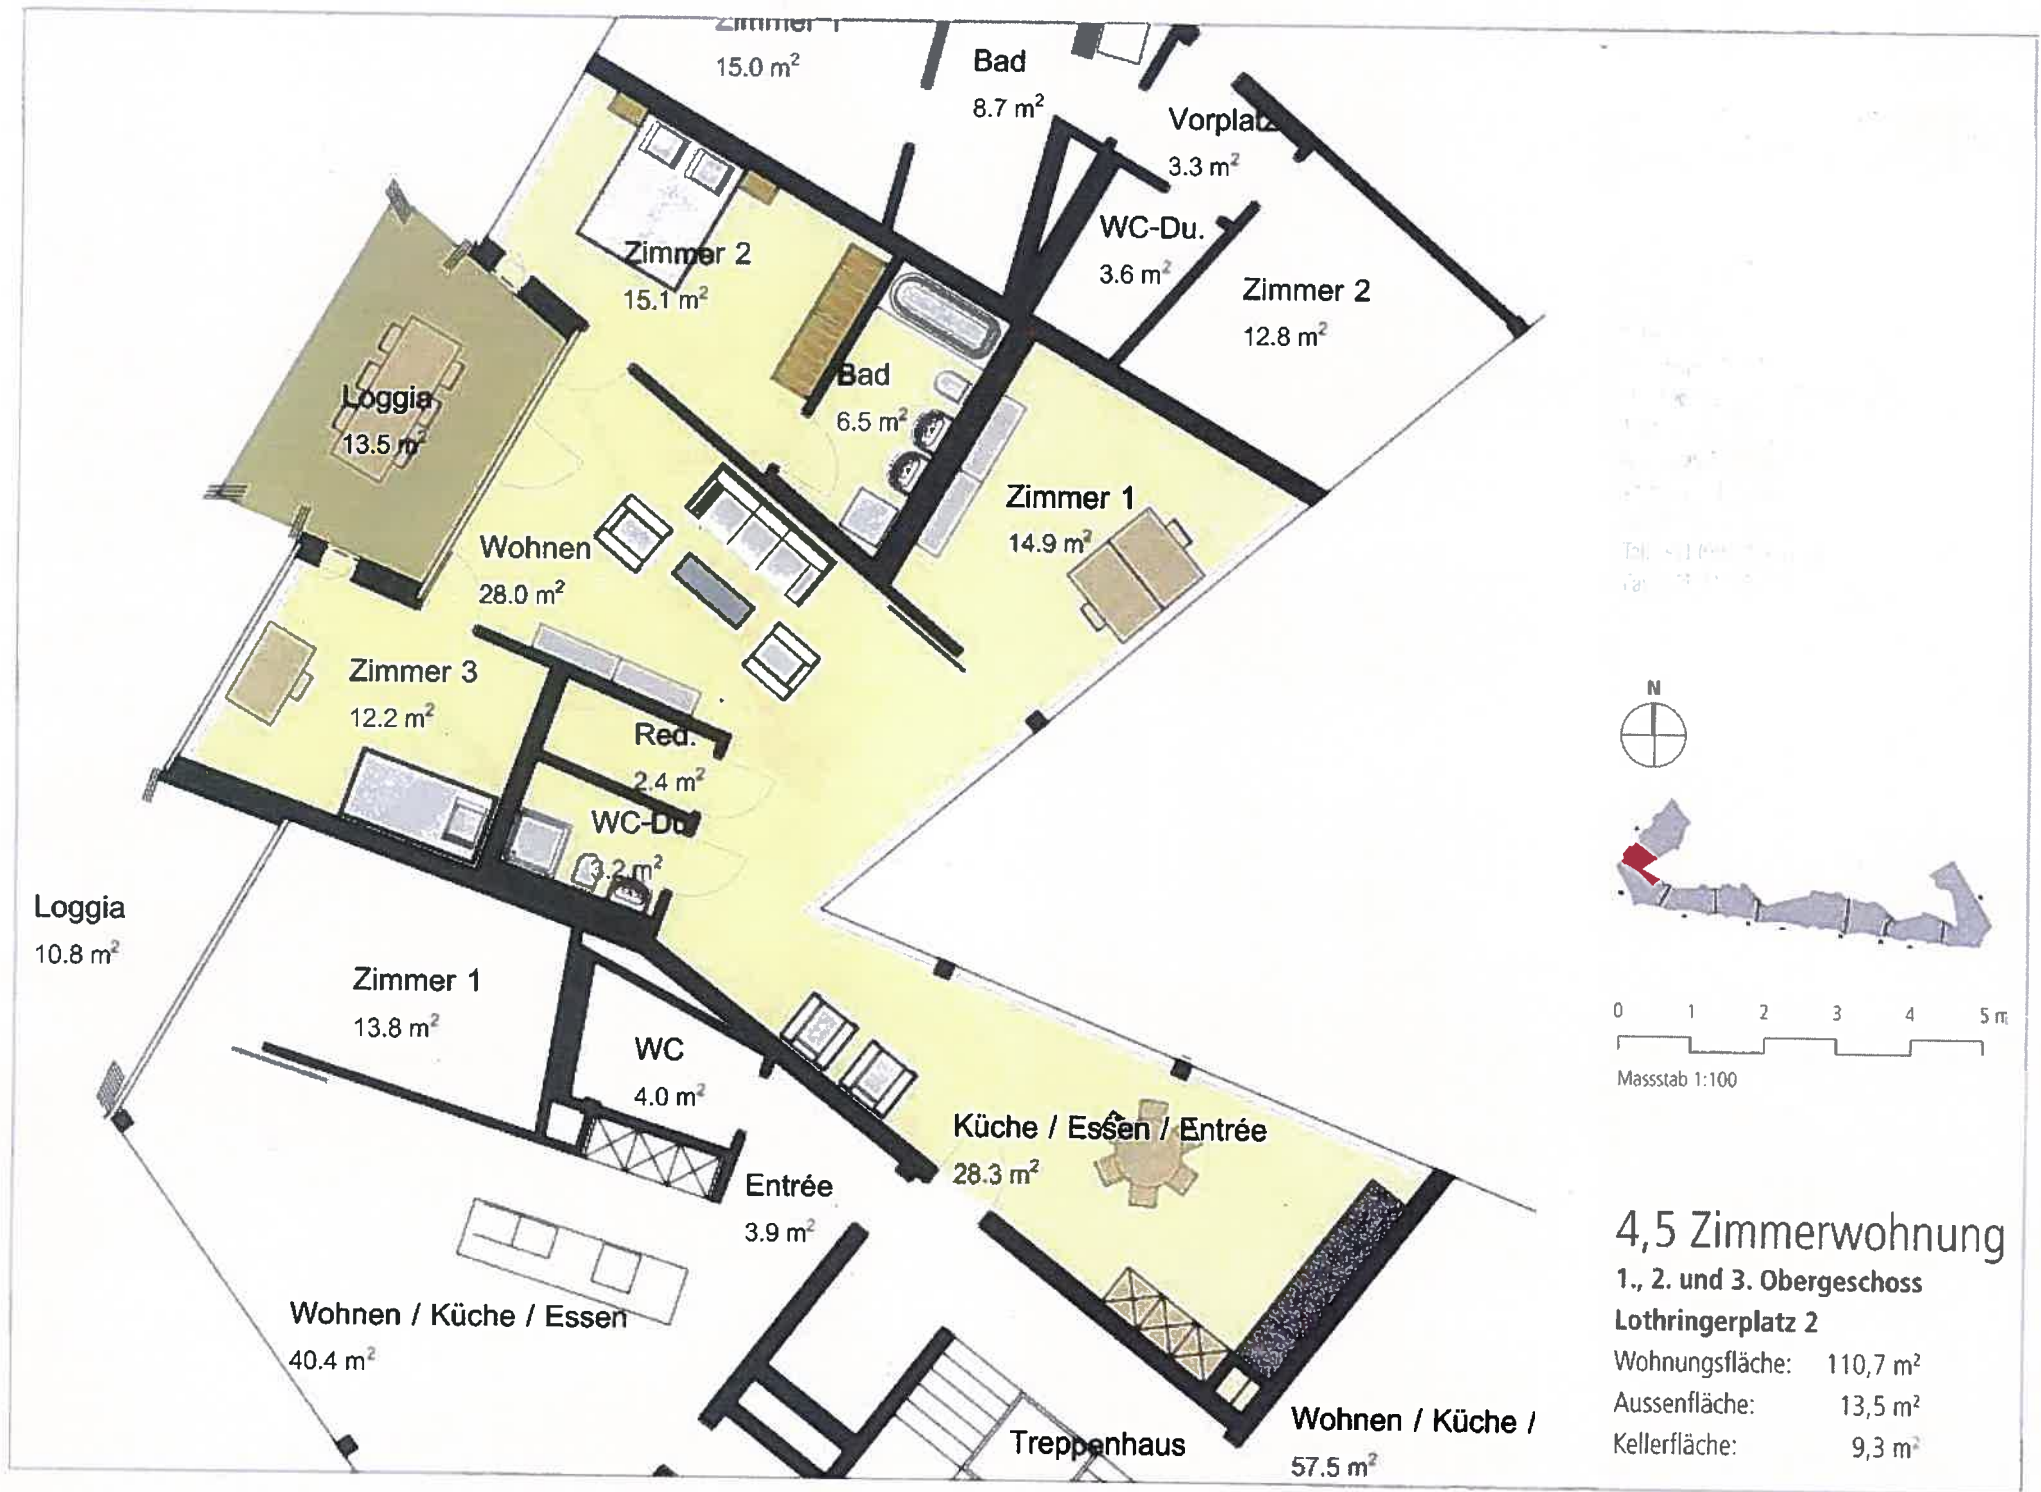 Zimmer 1
15.0 m²
Bad
8.7 m²
Vorplatz
3.3 m²
WC-Du.
3.6 m²
Zimmer 2
12.8 m²
Zimmer 2
15.1 m²
Bad
6.5 m²
Loggia
13.5 m²
Zimmer 1
14.9 m²
Wohnen
28.0 m²
Zimmer 3
12.2 m²
Red.
2.4 m²
WC-Du
3.2 m²
Loggia
10.8 m²
Zimmer 1
13.8 m²
WC
4.0 m²
Küche / Essen / Entrée
28.3 m²
Entrée
3.9 m²
Wohnen / Küche / Essen
40.4 m²
Treppenhaus
Wohnen / Küche /
57.5 m²
N
0 1 2 3 4 5 m
Massstab 1:100
4,5 Zimmerwohnung
1., 2. und 3. Obergeschoss
Lothringerplatz 2
Wohnungsfläche: 110,7 m²
Aussenfläche: 13,5 m²
Kellerfläche: 9,3 m²